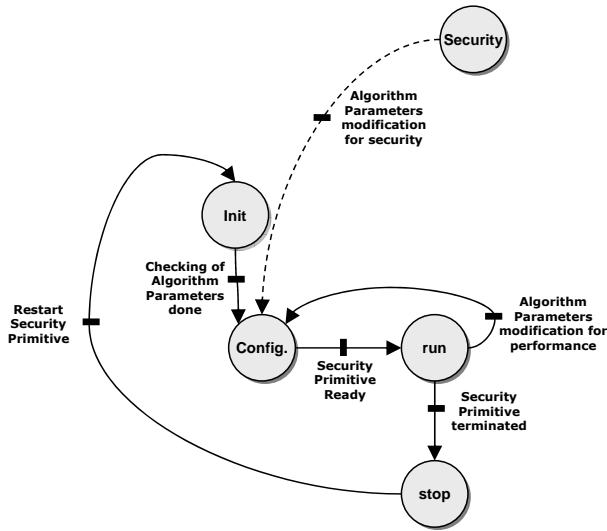 Security
Algorithm
Parameters
modification
for security
Init
Checking of
Algorithm
Parameters
done
Restart
Security
Primitive
Algorithm
Parameters
modification for
performance
Config.
run
Security
Primitive
Ready
Security
Primitive
terminated
stop